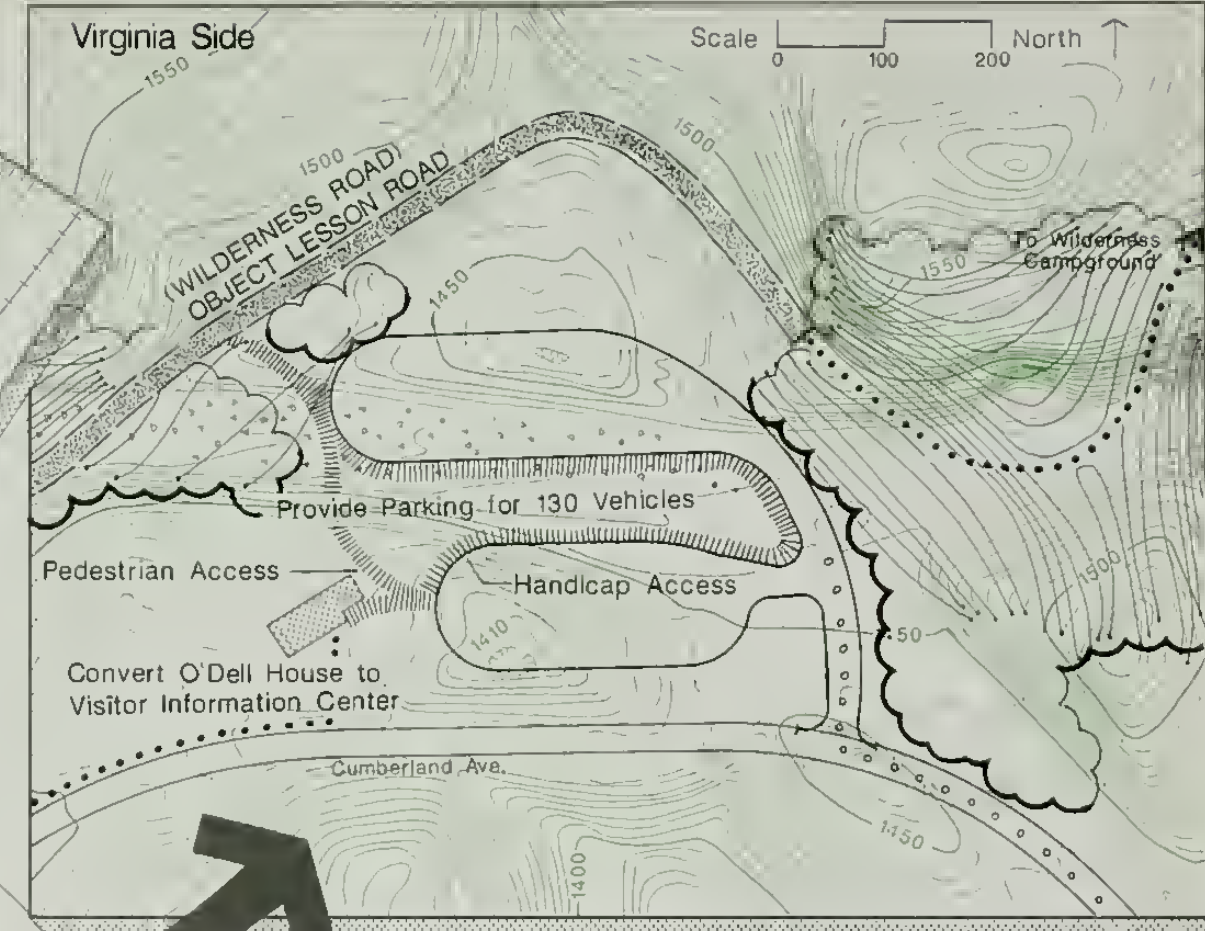 Virginia Side
Scale 0 100 200 North
1550
1500
1500
(WILDERNESS ROAD)
OBJECT LESSON ROAD
To Wilderness
Campground
1550
1450
Provide Parking for 130 Vehicles
Pedestrian Access
Handicap Access
1500
1410
50
Convert O'Dell House to
Visitor Information Center
Cumberland Ave.
1450
1400